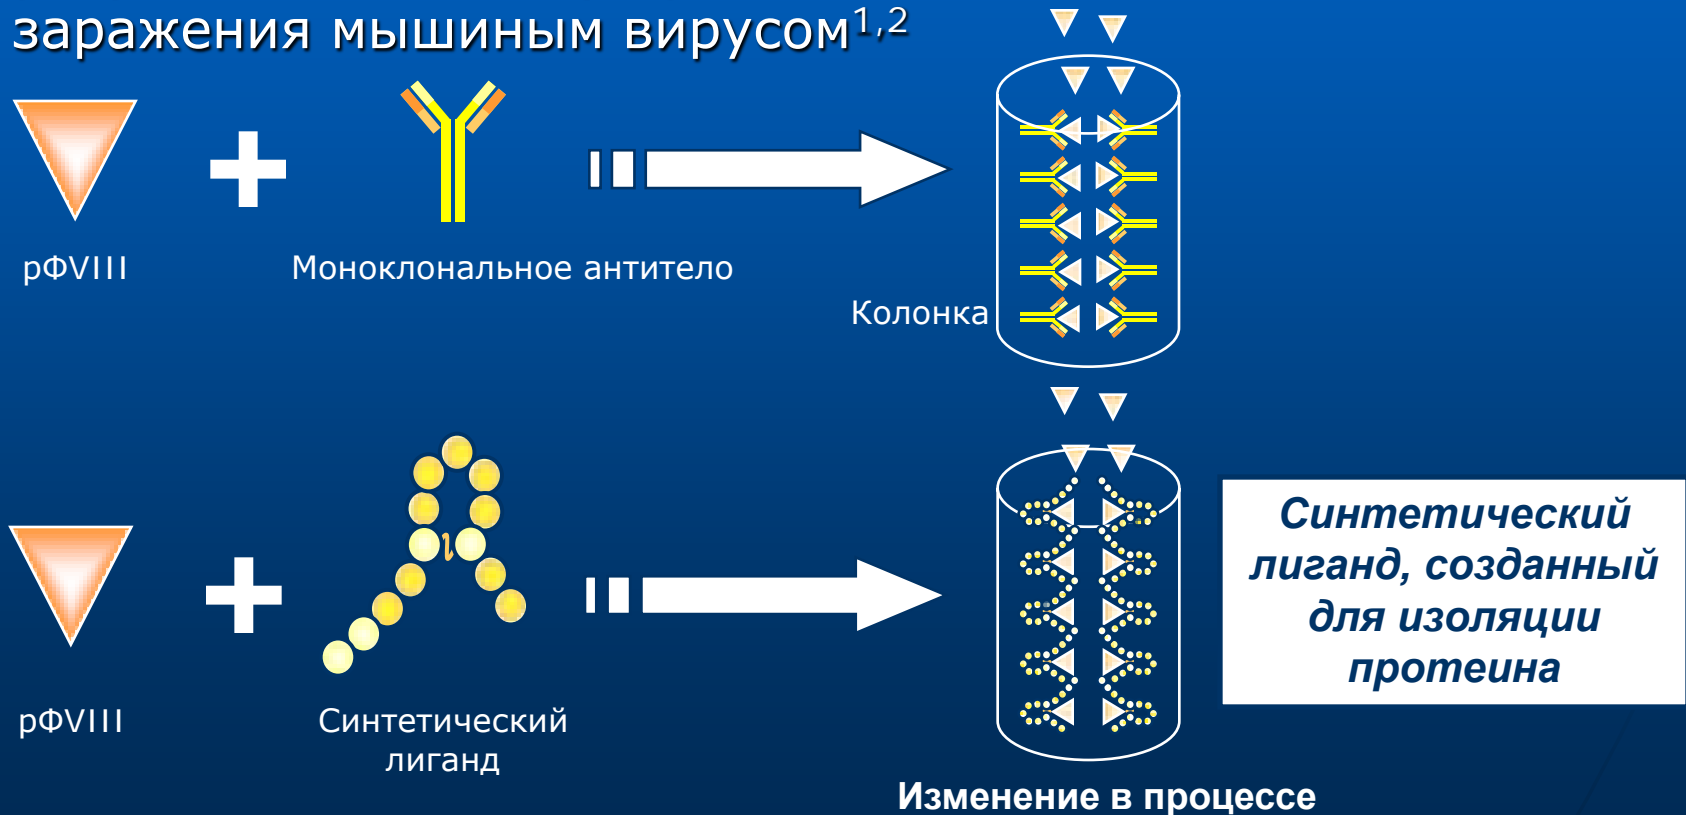 заражения мышиным вирусом1,2
рФVIII
Моноклональное антитело
Колонка
рФVIII
Синтетический
лиганд
Синтетический
лиганд, созданный
для изоляции
протеина
Изменение в процессе